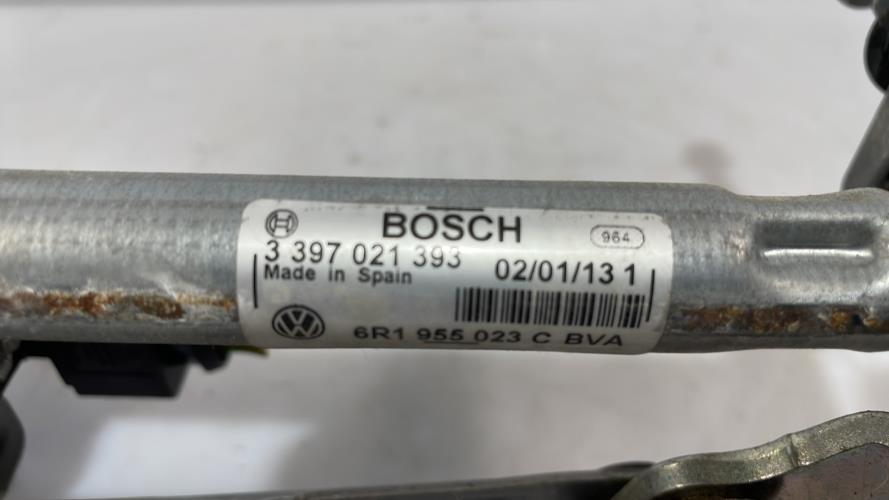 BOSCH
964
3 397 021 393
Made in Spain
02/01/13 1
6R1 955 023 C BVA